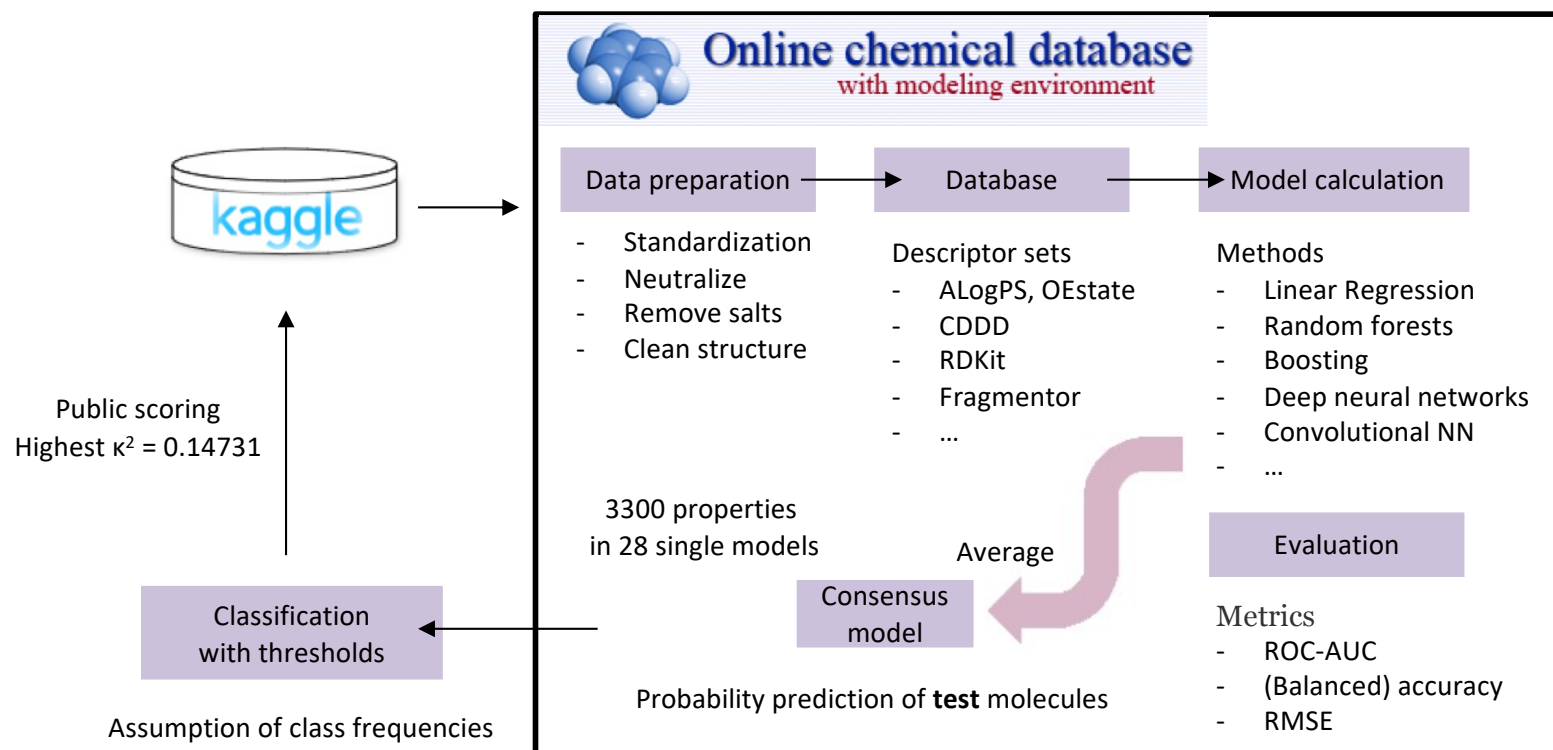 Online chemical database
with modeling environment
kaggle
Data preparation
Database
Model calculation
- Standardization
- Neutralize
- Remove salts
- Clean structure
Descriptor sets
- ALogPS, OEstate
- CDDD
- RDKit
- Fragmentor
- …
Methods
- Linear Regression
- Random forests
- Boosting
- Deep neural networks
- Convolutional NN
- …
Public scoring
Highest κ² = 0.14731
3300 properties
in 28 single models
Average
Evaluation
Consensus
model
Metrics
- ROC-AUC
- (Balanced) accuracy
- RMSE
Classification
with thresholds
Probability prediction of test molecules
Assumption of class frequencies